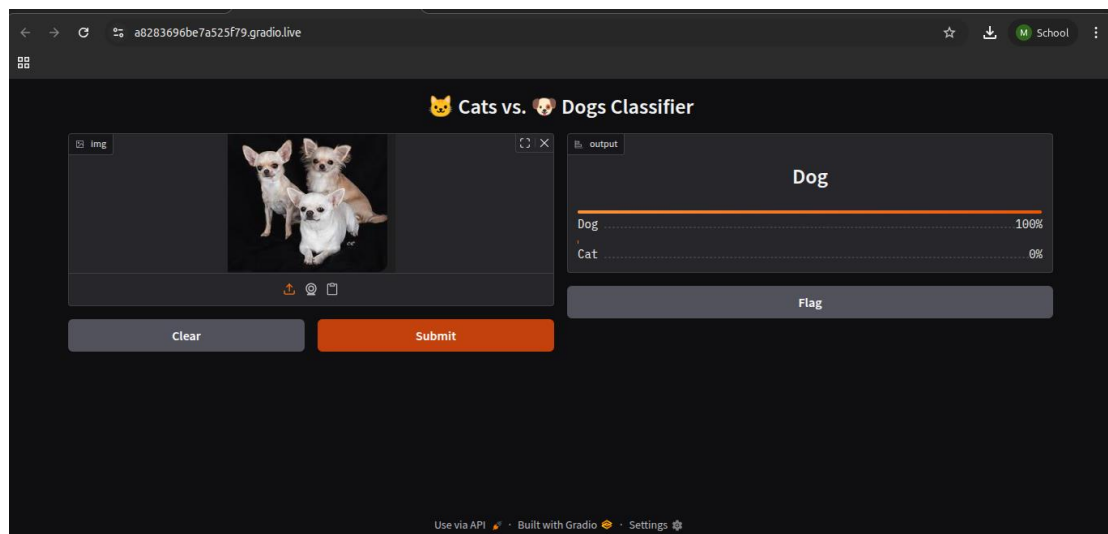 a8283696be7a525f79.gradio.live
M School
🐱 Cats vs. 🐶 Dogs Classifier
img
output
Dog
Dog 100%
Cat 0%
Flag
Clear
Submit
Use via API 🚀 · Built with Gradio · Settings